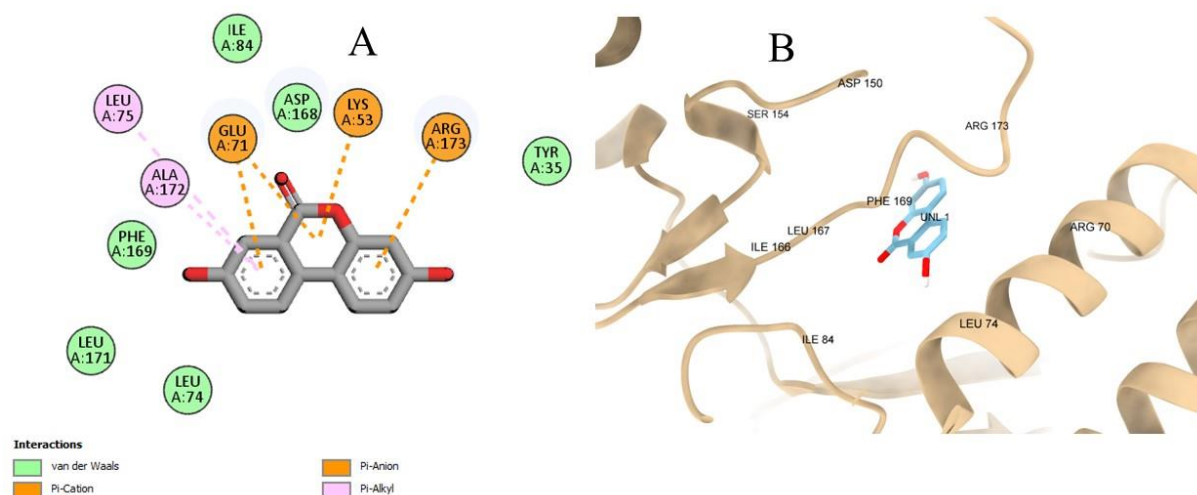 A
ILE
A:84
LEU
A:75
ASP
A:168
LYS
A:53
GLU
A:71
ARG
A:173
TYR
A:35
ALA
A:172
PHE
A:169
LEU
A:171
LEU
A:74
Interactions
van der Waals
Pi-Cation
Pi-Anion
Pi-Alkyl
B
ASP 150
SER 154
ARG 173
PHE 169
UNL 1
LEU 167
ARG 70
ILE 166
LEU 74
ILE 84